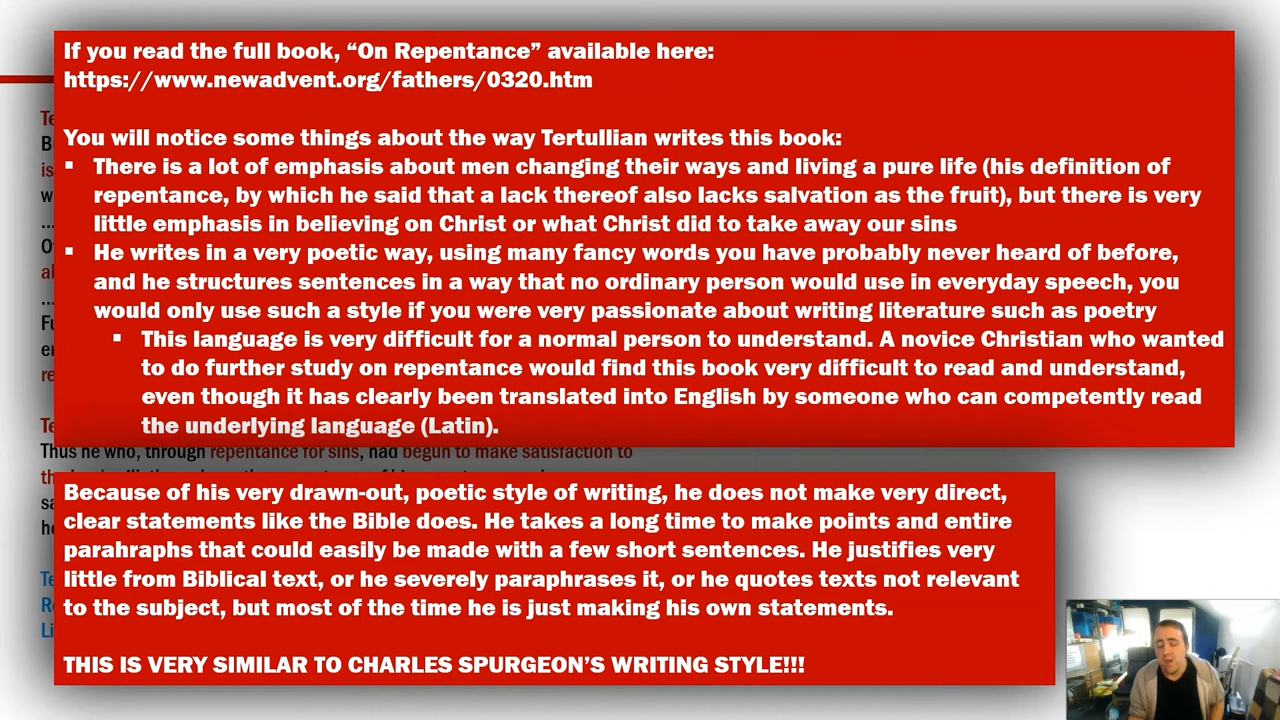 If you read the full book, “On Repentance” available here:
https://www.newadvent.org/fathers/0320.htm
You will notice some things about the way Tertullian writes this book:
▪ There is a lot of emphasis about men changing their ways and living a pure life (his definition of
repentance, by which he said that a lack thereof also lacks salvation as the fruit), but there is very
little emphasis in believing on Christ or what Christ did to take away our sins
▪ He writes in a very poetic way, using many fancy words you have probably never heard of before,
and he structures sentences in a way that no ordinary person would use in everyday speech, you
would only use such a style if you were very passionate about writing literature such as poetry
▪ This language is very difficult for a normal person to understand. A novice Christian who wanted
to do further study on repentance would find this book very difficult to read and understand,
even though it has clearly been translated into English by someone who can competently read
the underlying language (Latin).
Thus he who, through repentance for sins, had begun to make satisfaction to
Because of his very drawn-out, poetic style of writing, he does not make very direct,
clear statements like the Bible does. He takes a long time to make points and entire
parahraphs that could easily be made with a few short sentences. He justifies very
little from Biblical text, or he severely paraphrases it, or he quotes texts not relevant
to the subject, but most of the time he is just making his own statements.
THIS IS VERY SIMILAR TO CHARLES SPURGEON’S WRITING STYLE!!!